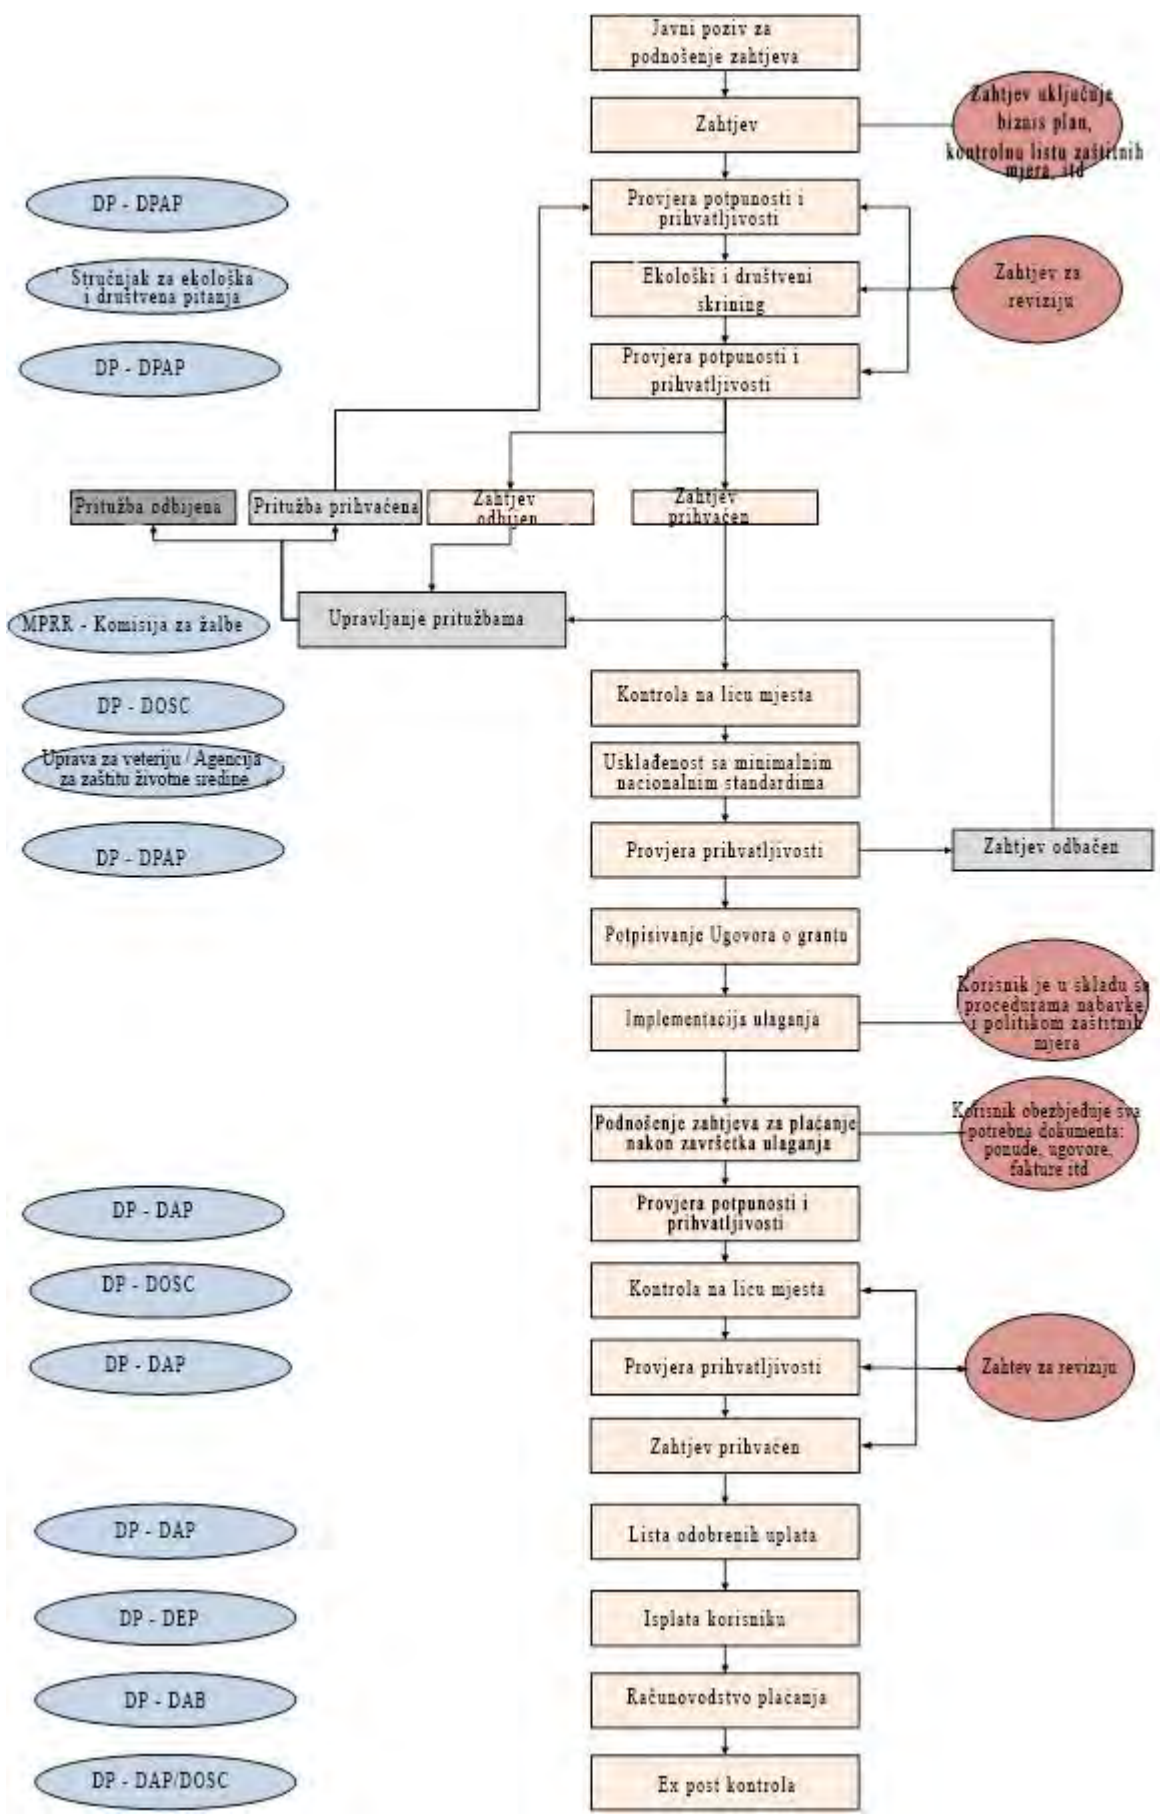 Javni poziv za
podnošenje zahtjeva
Zahtjev
Zahtjev uključuje
biznis plan,
kontrolnu listu zaštitnih
mjera, itd
DP - DPAP
Provjera potpunosti i
prihvatljivosti
Stručnjak za ekološka
i društvena pitanja
Ekološki i društveni
skrining
Zahtjev za
reviziju
DP - DPAP
Provjera potpunosti i
prihvatljivosti
Pritužba odbijena
Pritužba prihvaćena
Zahtjev
odbijen
Zahtjev
prihvaćen
MPRR - Komisija za žalbe
Upravljanje pritužbama
DP - DOSC
Kontrola na licu mjesta
Uprava za veteriju / Agencija
za zaštitu životne sredine
Usklađenost sa minimalnim
nacionalnim standardima
DP - DPAP
Provjera prihvatljivosti
Zahtjev odbačen
Potpisivanje Ugovora o grantu
Implementacija ulaganja
Korisnik je u skladu sa
procedurama nabavke
i politikom zaštitnih
mjera
Podnošenje zahtjeva za plaćanje
nakon završetka ulaganja
Korisnik obezbjeđuje sva
potrebna dokumenta:
ponude, ugovore,
fakture itd
DP - DAP
Provjera potpunosti i
prihvatljivosti
DP - DOSC
Kontrola na licu mjesta
DP - DAP
Provjera prihvatljivosti
Zahtev za reviziju
Zahtjev prihvaćen
DP - DAP
Lista odobrenih uplata
DP - DEP
Isplata korisniku
DP - DAB
Računovodstvo plaćanja
DP - DAP/DOSC
Ex post kontrola